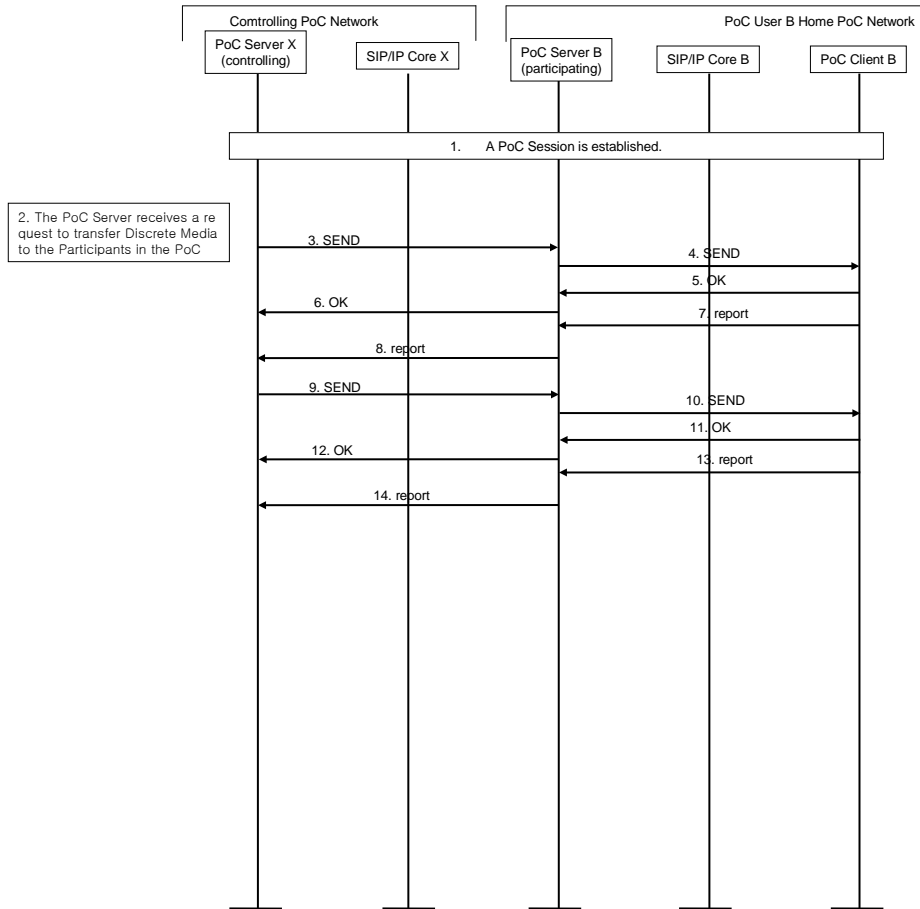 Comtrolling PoC Network
PoC User B Home PoC Network
PoC Server X
(controlling)
SIP/IP Core X
PoC Server B
(participating)
SIP/IP Core B
PoC Client B
1. A PoC Session is established.
2. The PoC Server receives a re
quest to transfer Discrete Media
to the Participants in the PoC
3. SEND
4. SEND
5. OK
6. OK
7. report
8. report
9. SEND
10. SEND
11. OK
12. OK
13. report
14. report